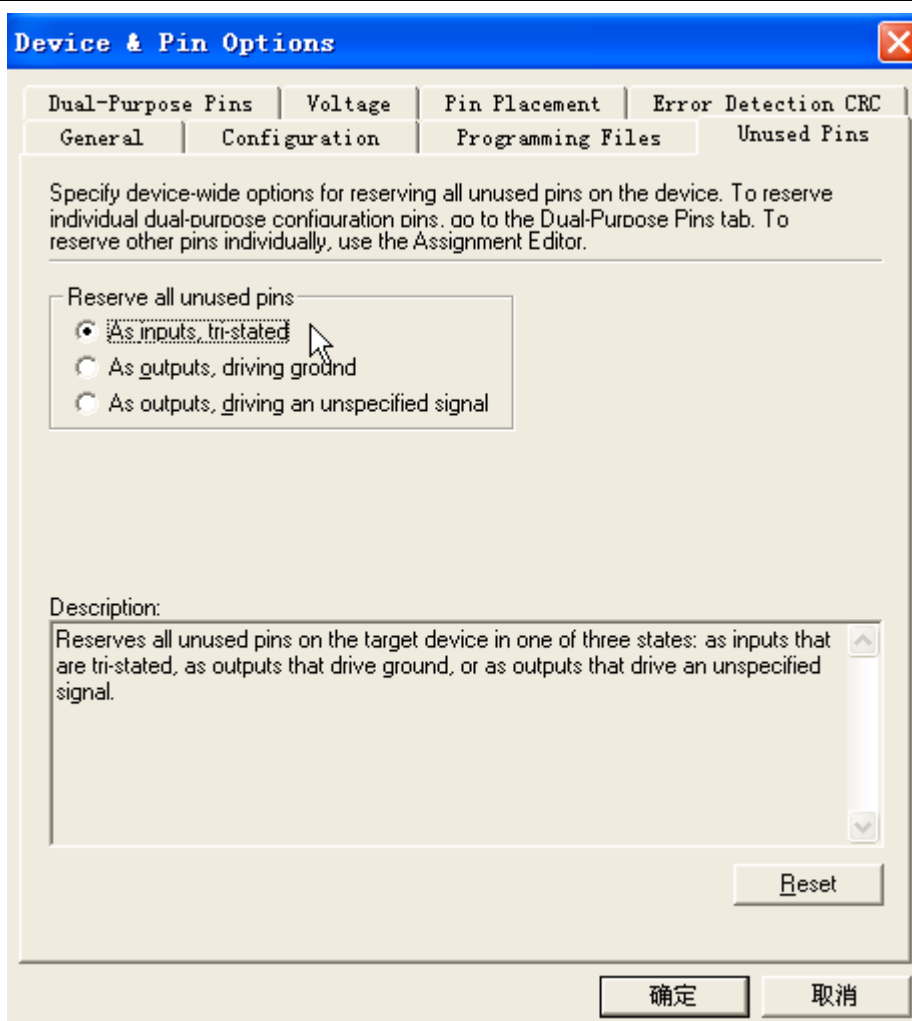 Device & Pin Options
Dual-Purpose Pins Voltage Pin Placement Error Detection CRC
General Configuration Programming Files Unused Pins
Specify device-wide options for reserving all unused pins on the device. To reserve
individual dual-purpose configuration pins, go to the Dual-Purpose Pins tab. To
reserve other pins individually, use the Assignment Editor.
Reserve all unused pins
As inputs, tri-stated
As outputs, driving ground
As outputs, driving an unspecified signal
Description:
Reserves all unused pins on the target device in one of three states: as inputs that
are tri-stated, as outputs that drive ground, or as outputs that drive an unspecified
signal.
Reset
确定 取消